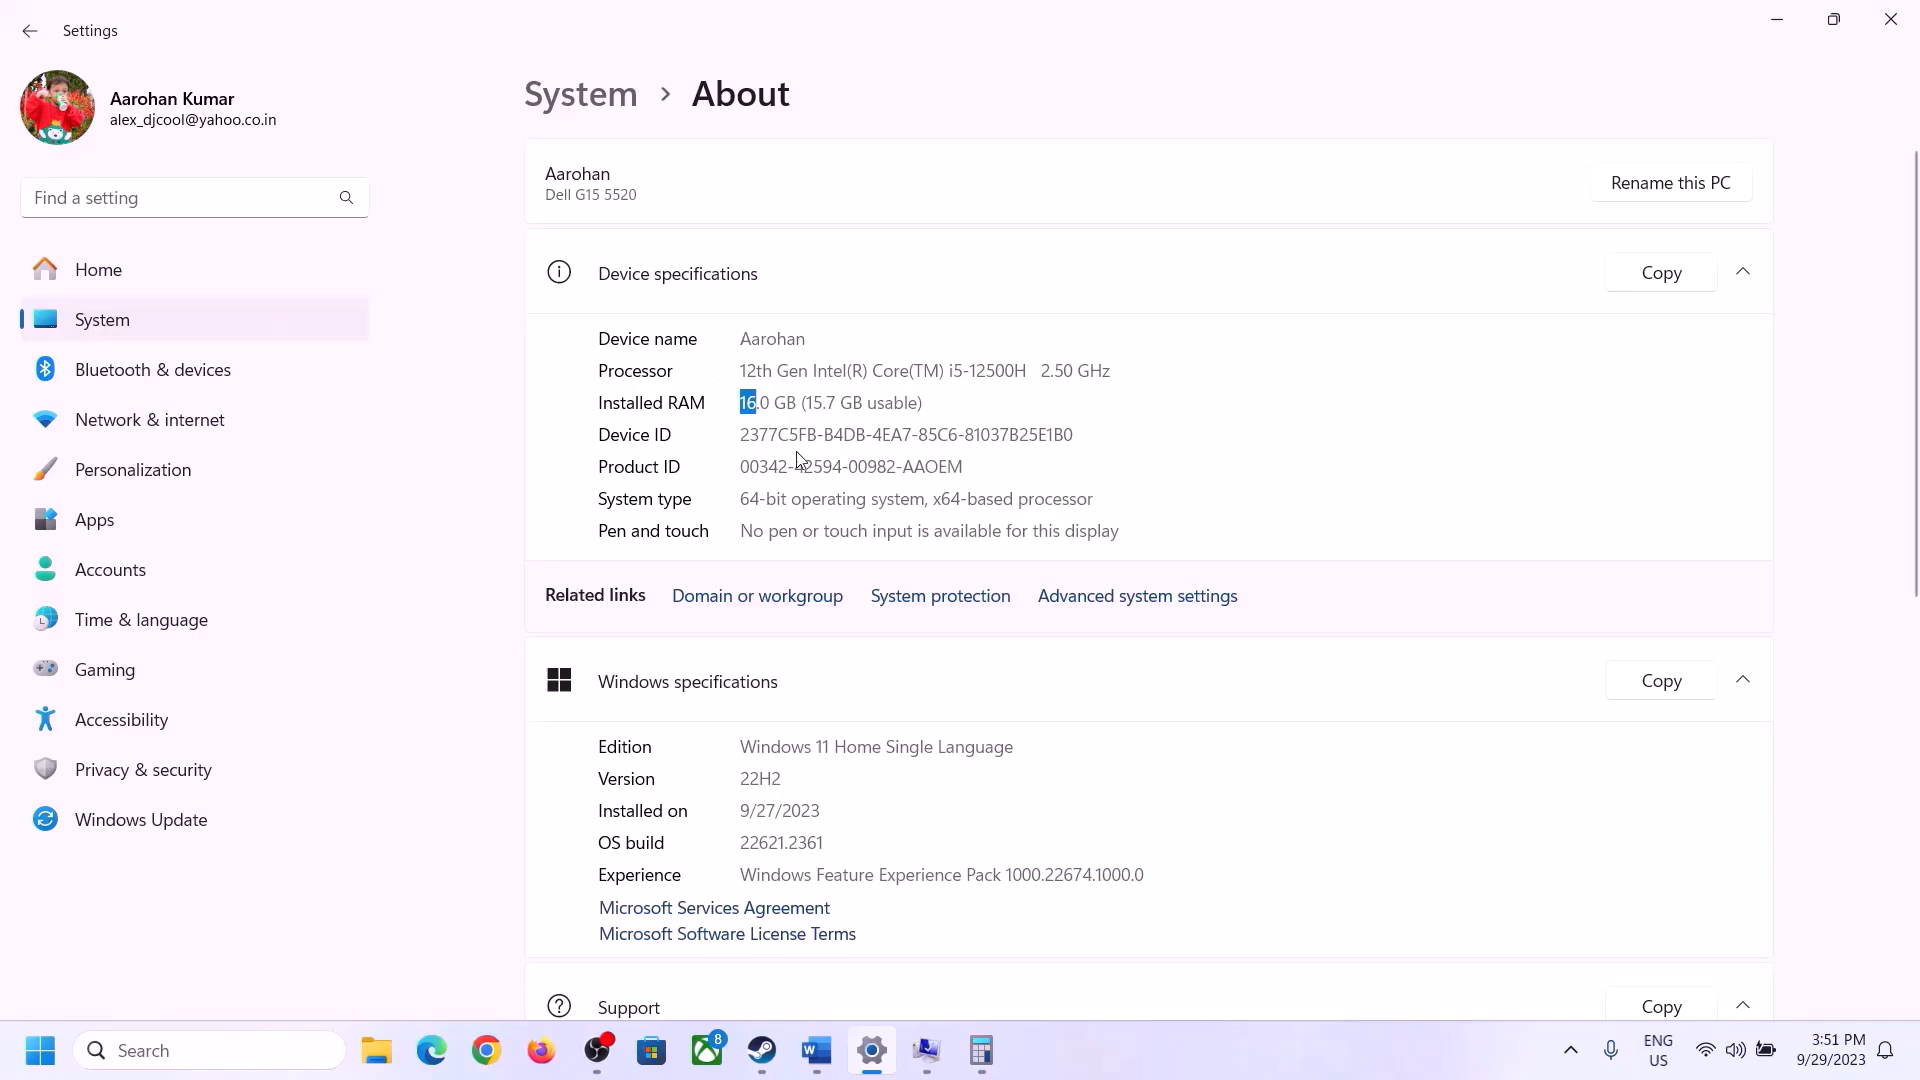 Settings
Aarohan Kumar
alex_djcool@yahoo.co.in
Find a setting
Home
System
Bluetooth & devices
Network & internet
Personalization
Apps
Accounts
Time & language
Gaming
Accessibility
Privacy & security
Windows Update
System > About
Aarohan
Dell G15 5520
Rename this PC
Device specifications
Copy
Device name Aarohan
Processor 12th Gen Intel(R) Core(TM) i5-12500H 2.50 GHz
Installed RAM 16.0 GB (15.7 GB usable)
Device ID 2377C5FB-B4DB-4EA7-85C6-81037B25E1B0
Product ID 00342-42594-00982-AAOEM
System type 64-bit operating system, x64-based processor
Pen and touch No pen or touch input is available for this display
Related links Domain or workgroup System protection Advanced system settings
Windows specifications
Copy
Edition Windows 11 Home Single Language
Version 22H2
Installed on 9/27/2023
OS build 22621.2361
Experience Windows Feature Experience Pack 1000.22674.1000.0
Microsoft Services Agreement
Microsoft Software License Terms
Support
Copy
Search
8
ENG
US
3:51 PM
9/29/2023